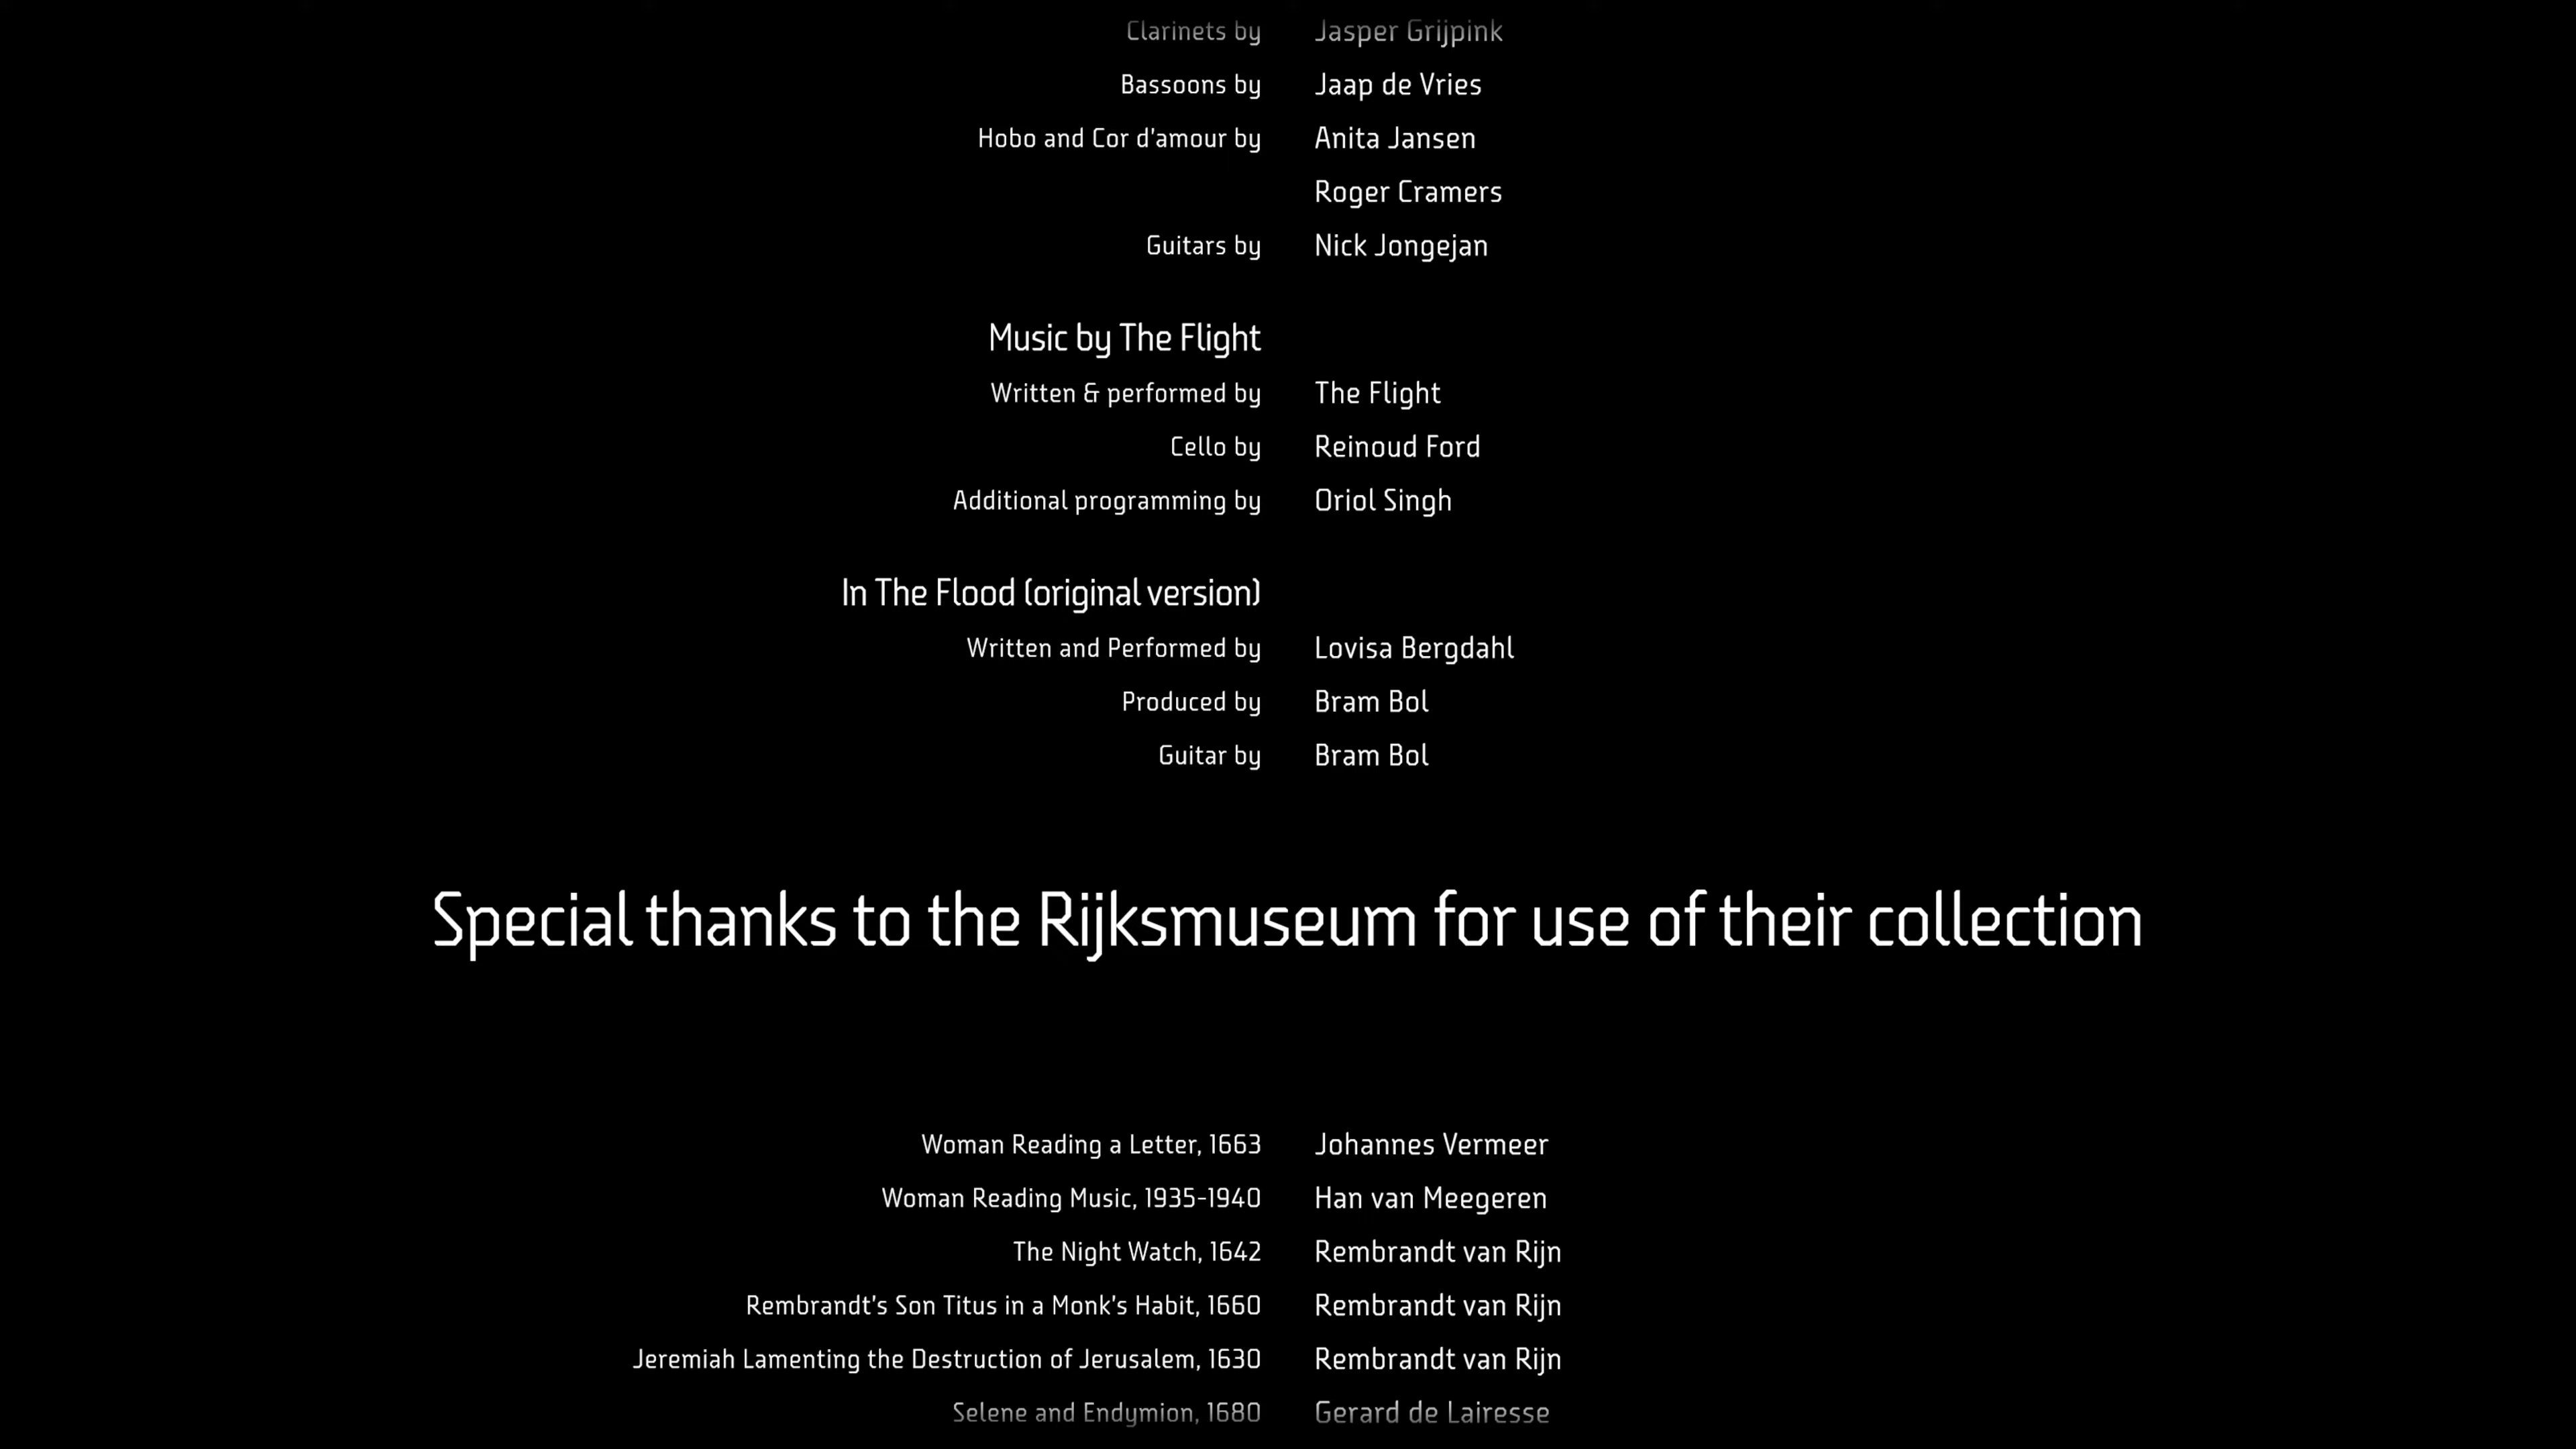 Clarinets by Jasper Grijpink
Bassoons by Jaap de Vries
Hobo and Cor d'amour by Anita Jansen
Roger Cramers
Guitars by Nick Jongejan
Music by The Flight
Written & performed by The Flight
Cello by Reinoud Ford
Additional programming by Oriol Singh
In The Flood (original version)
Written and Performed by Lovisa Bergdahl
Produced by Bram Bol
Guitar by Bram Bol
Special thanks to the Rijksmuseum for use of their collection
Woman Reading a Letter, 1663 Johannes Vermeer
Woman Reading Music, 1935-1940 Han van Meegeren
The Night Watch, 1642 Rembrandt van Rijn
Rembrandt's Son Titus in a Monk's Habit, 1660 Rembrandt van Rijn
Jeremiah Lamenting the Destruction of Jerusalem, 1630 Rembrandt van Rijn
Selene and Endymion, 1680 Gerard de Lairesse